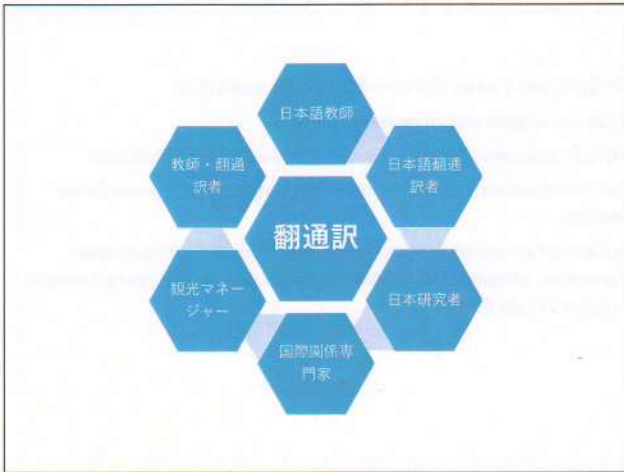 日本語教師
日本語翻通
訳者
日本研究者
国際関係専
門家
観光マネー
ジャー
教師・翻通
訳者
翻通訳